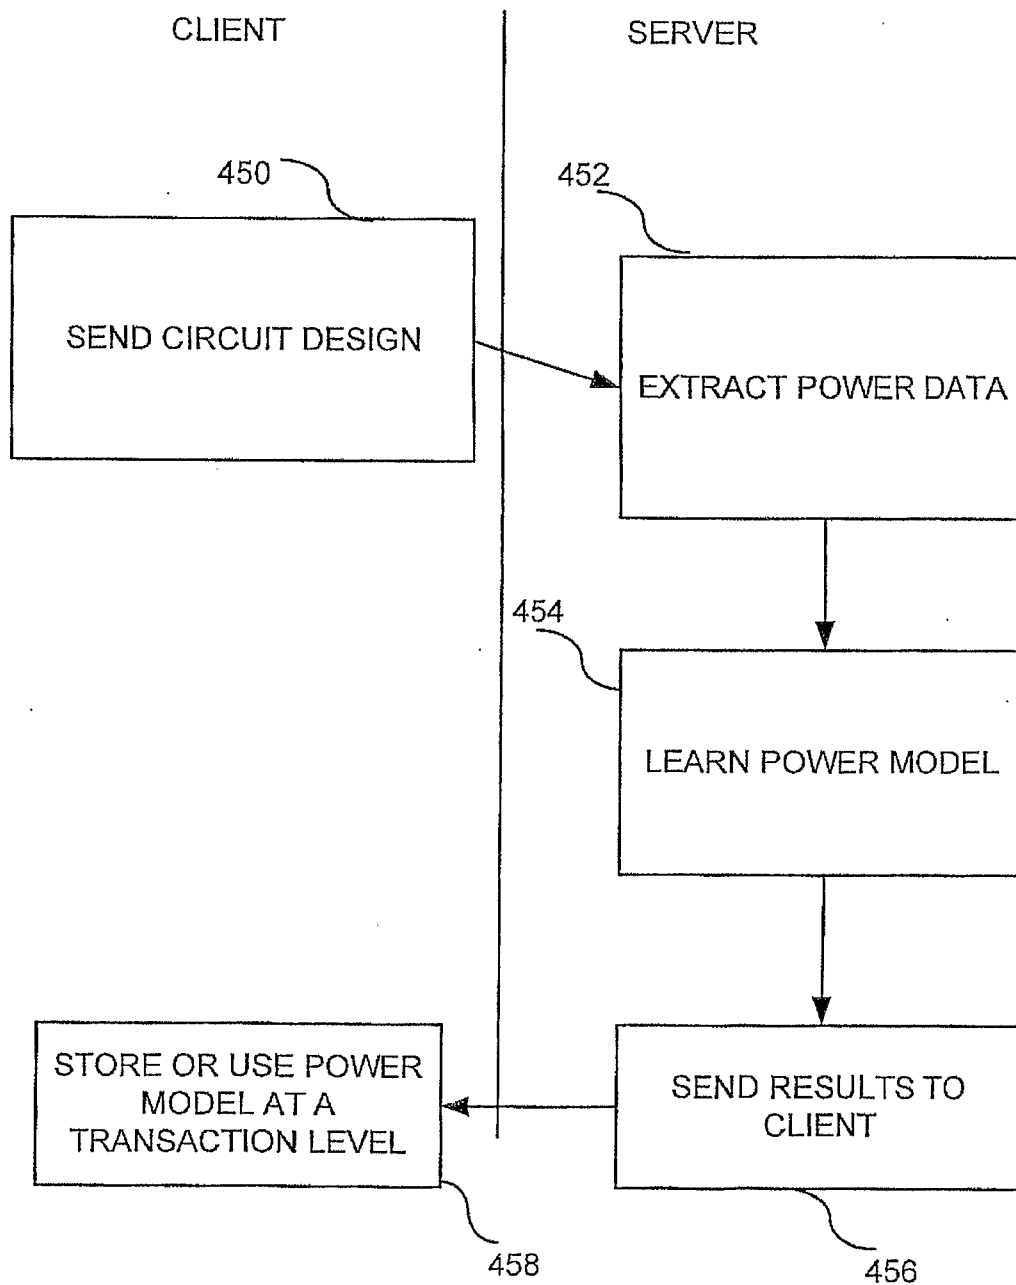 CLIENT
SERVER
450
452
SEND CIRCUIT DESIGN
EXTRACT POWER DATA
454
LEARN POWER MODEL
STORE OR USE POWER
MODEL AT A
TRANSACTION LEVEL
SEND RESULTS TO
CLIENT
458
456